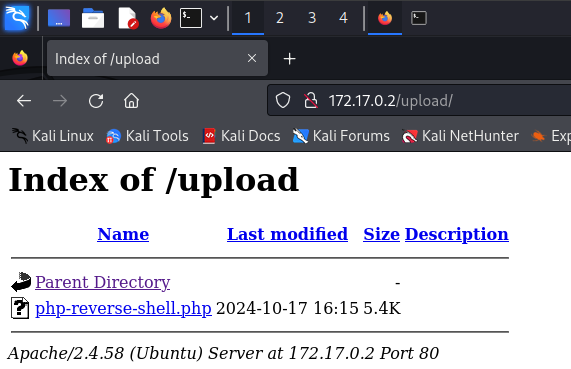 1 2 3 4
Index of /upload
172.17.0.2/upload/
Kali Linux Kali Tools Kali Docs Kali Forums Kali NetHunter Exp
Index of /upload
Name Last modified Size Description
Parent Directory -
php-reverse-shell.php 2024-10-17 16:15 5.4K
Apache/2.4.58 (Ubuntu) Server at 172.17.0.2 Port 80